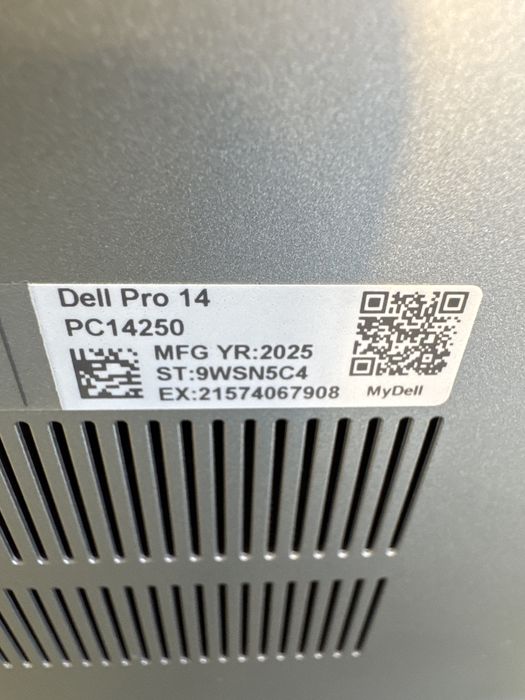 Dell Pro 14
PC14250
MFG YR:2025
ST:9WSN5C4
EX:21574067908
MyDell